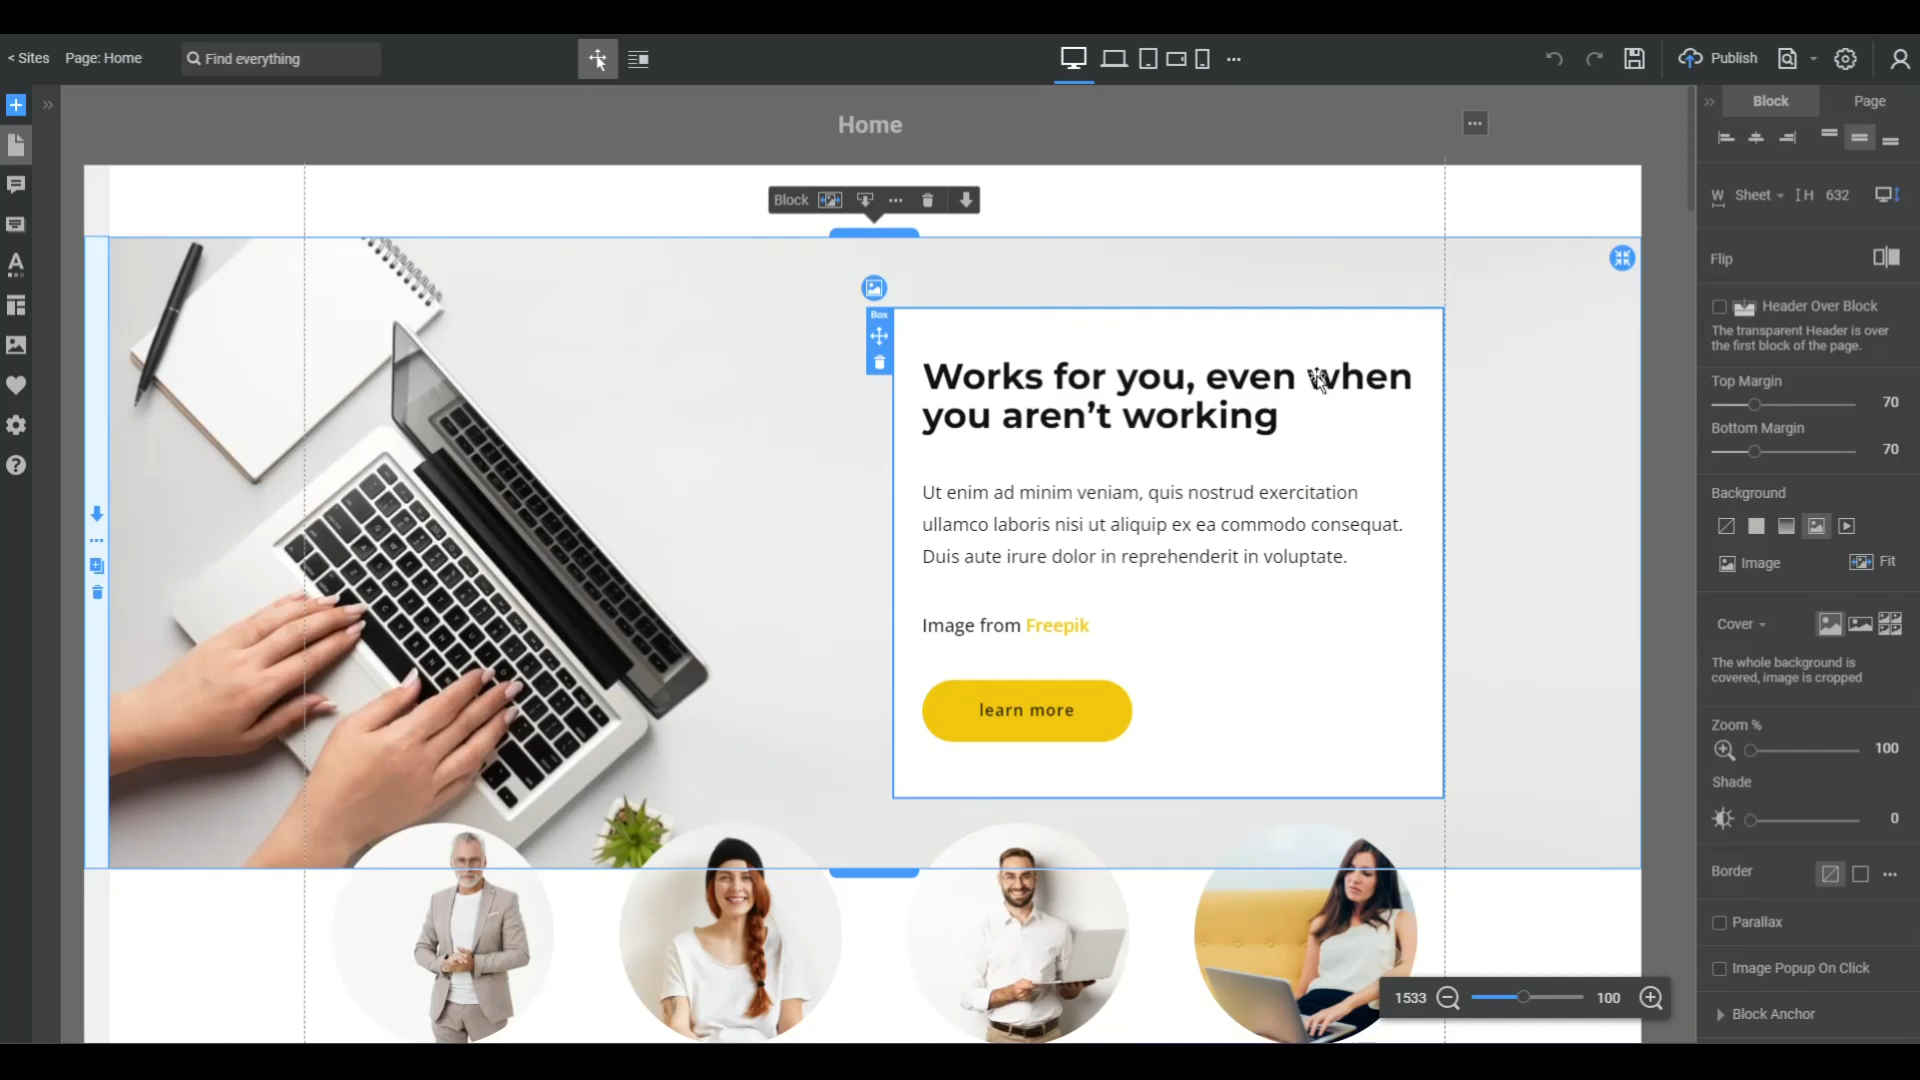 < Sites
Page: Home
Find everything
Publish
Block
Page
Home
Block
W Sheet H 632
Flip
Header Over Block
The transparent Header is over
the first block of the page.
Top Margin
70
Bottom Margin
70
Background
Image
Fit
Cover
The whole background is
covered, image is cropped
Zoom %
100
Shade
0
Border
Parallax
Image Popup On Click
Block Anchor
Box
Works for you, even when
you aren't working
Ut enim ad minim veniam, quis nostrud exercitation
ullamco laboris nisi ut aliquip ex ea commodo consequat.
Duis aute irure dolor in reprehenderit in voluptate.
Image from Freepik
learn more
1533
100